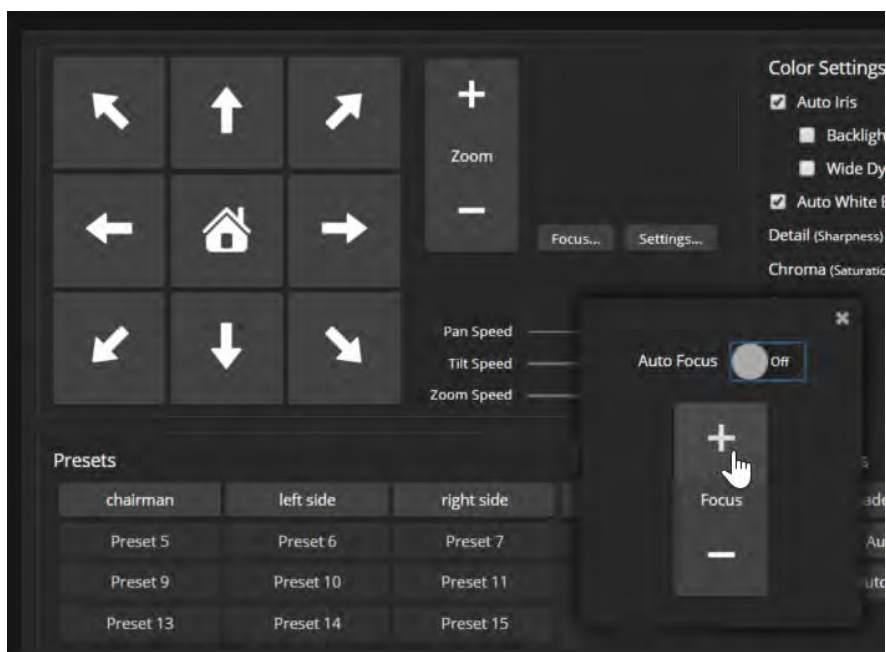 Color Settings
Auto Iris
Zoom
Focus...
Settings...
Detail (Sharpness)
Pan Speed
Auto Focus
Off
Tilt Speed
Zoom Speed
Presets
chairman
left side
right side
Focus
Preset 5
Preset 6
Preset 7
Preset 9
Preset 10
Preset 11
Preset 13
Preset 14
Preset 15